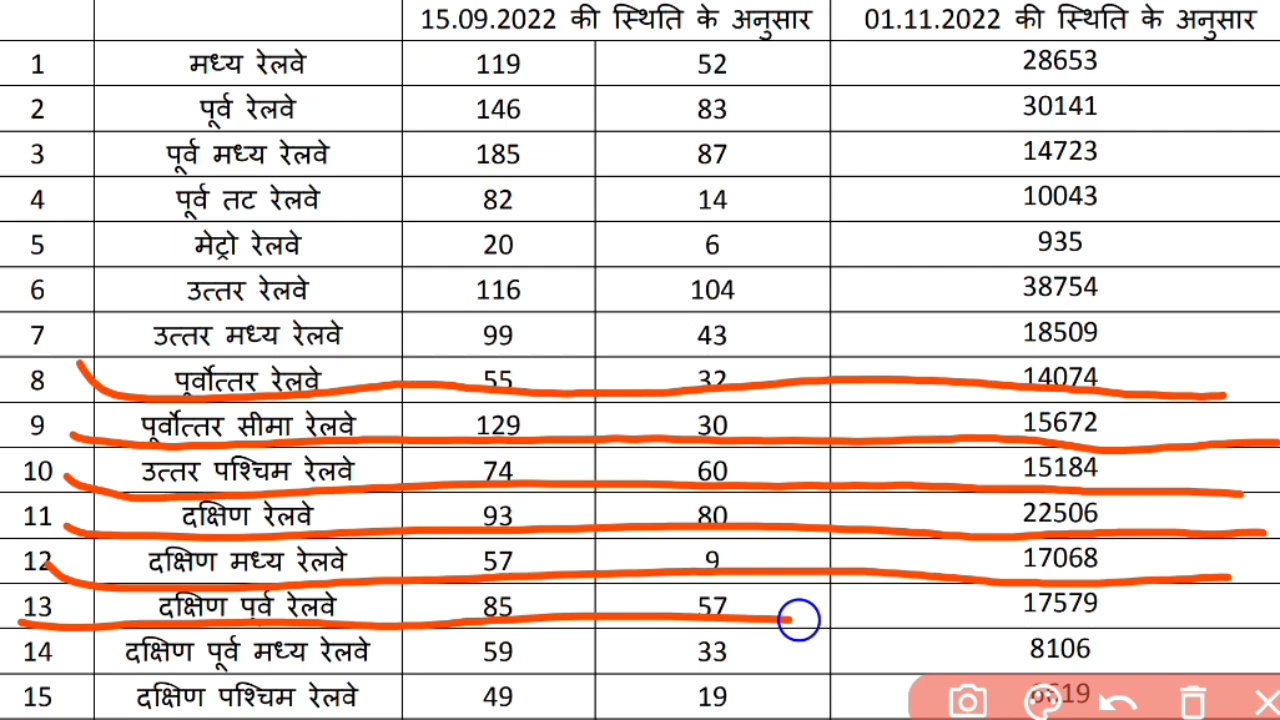 15.09.2022 की स्थिति के अनुसार 01.11.2022 की स्थिति के अनुसार
1 मध्य रेलवे 119 52 28653
2 पूर्व रेलवे 146 83 30141
3 पूर्व मध्य रेलवे 185 87 14723
4 पूर्व तट रेलवे 82 14 10043
5 मेट्रो रेलवे 20 6 935
6 उत्तर रेलवे 116 104 38754
7 उत्तर मध्य रेलवे 99 43 18509
8 पूर्वोत्तर रेलवे 55 32 14074
9 पूर्वोत्तर सीमा रेलवे 129 30 15672
10 उत्तर पश्चिम रेलवे 74 60 15184
11 दक्षिण रेलवे 93 80 22506
12 दक्षिण मध्य रेलवे 57 9 17068
13 दक्षिण पूर्व रेलवे 85 57 17579
14 दक्षिण पूर्व मध्य रेलवे 59 33 8106
15 दक्षिण पश्चिम रेलवे 49 19